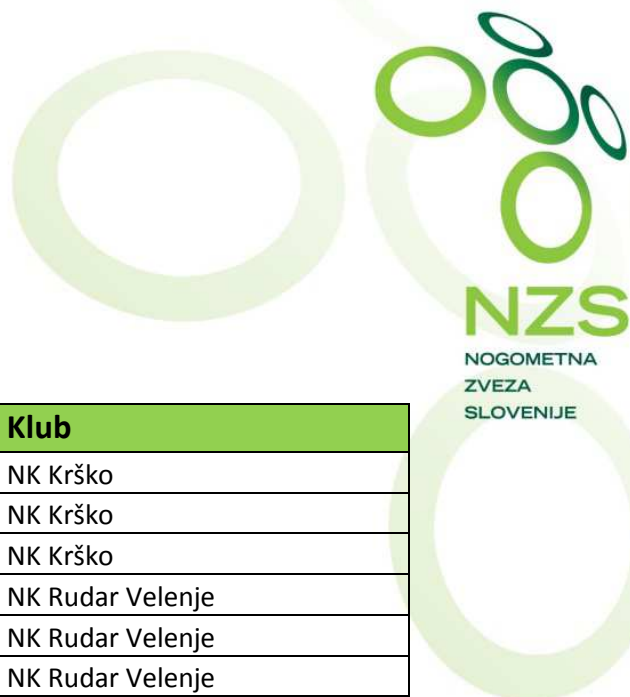 NZS
NOGOMETNA
ZVEZA
SLOVENIJE
Klub
NK Krško
NK Krško
NK Krško
NK Rudar Velenje
NK Rudar Velenje
NK Rudar Velenje